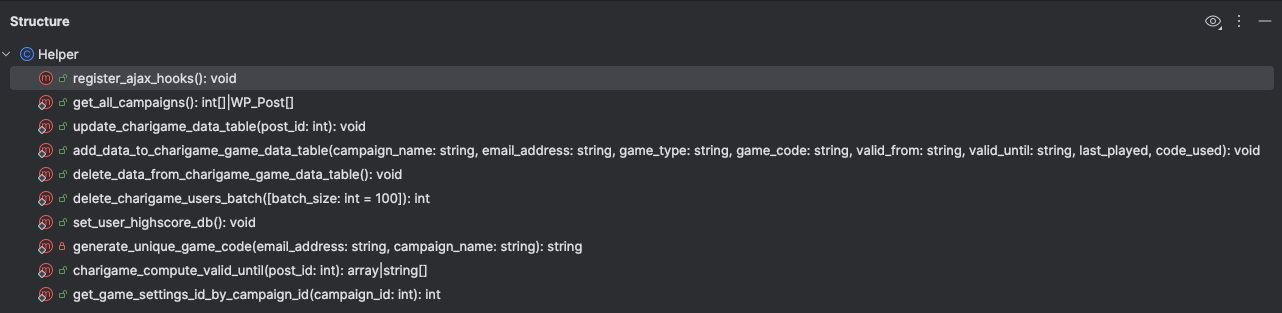 Structure
Helper
register_ajax_hooks(): void
get_all_campaigns(): int[]|WP_Post[]
update_charigame_data_table(post_id: int): void
add_data_to_charigame_game_data_table(campaign_name: string, email_address: string, game_type: string, game_code: string, valid_from: string, valid_until: string, last_played, code_used): void
delete_data_from_charigame_game_data_table(): void
delete_charigame_users_batch([batch_size: int = 100]): int
set_user_highscore_db(): void
generate_unique_game_code(email_address: string, campaign_name: string): string
charigame_compute_valid_until(post_id: int): array|string[]
get_game_settings_id_by_campaign_id(campaign_id: int): int